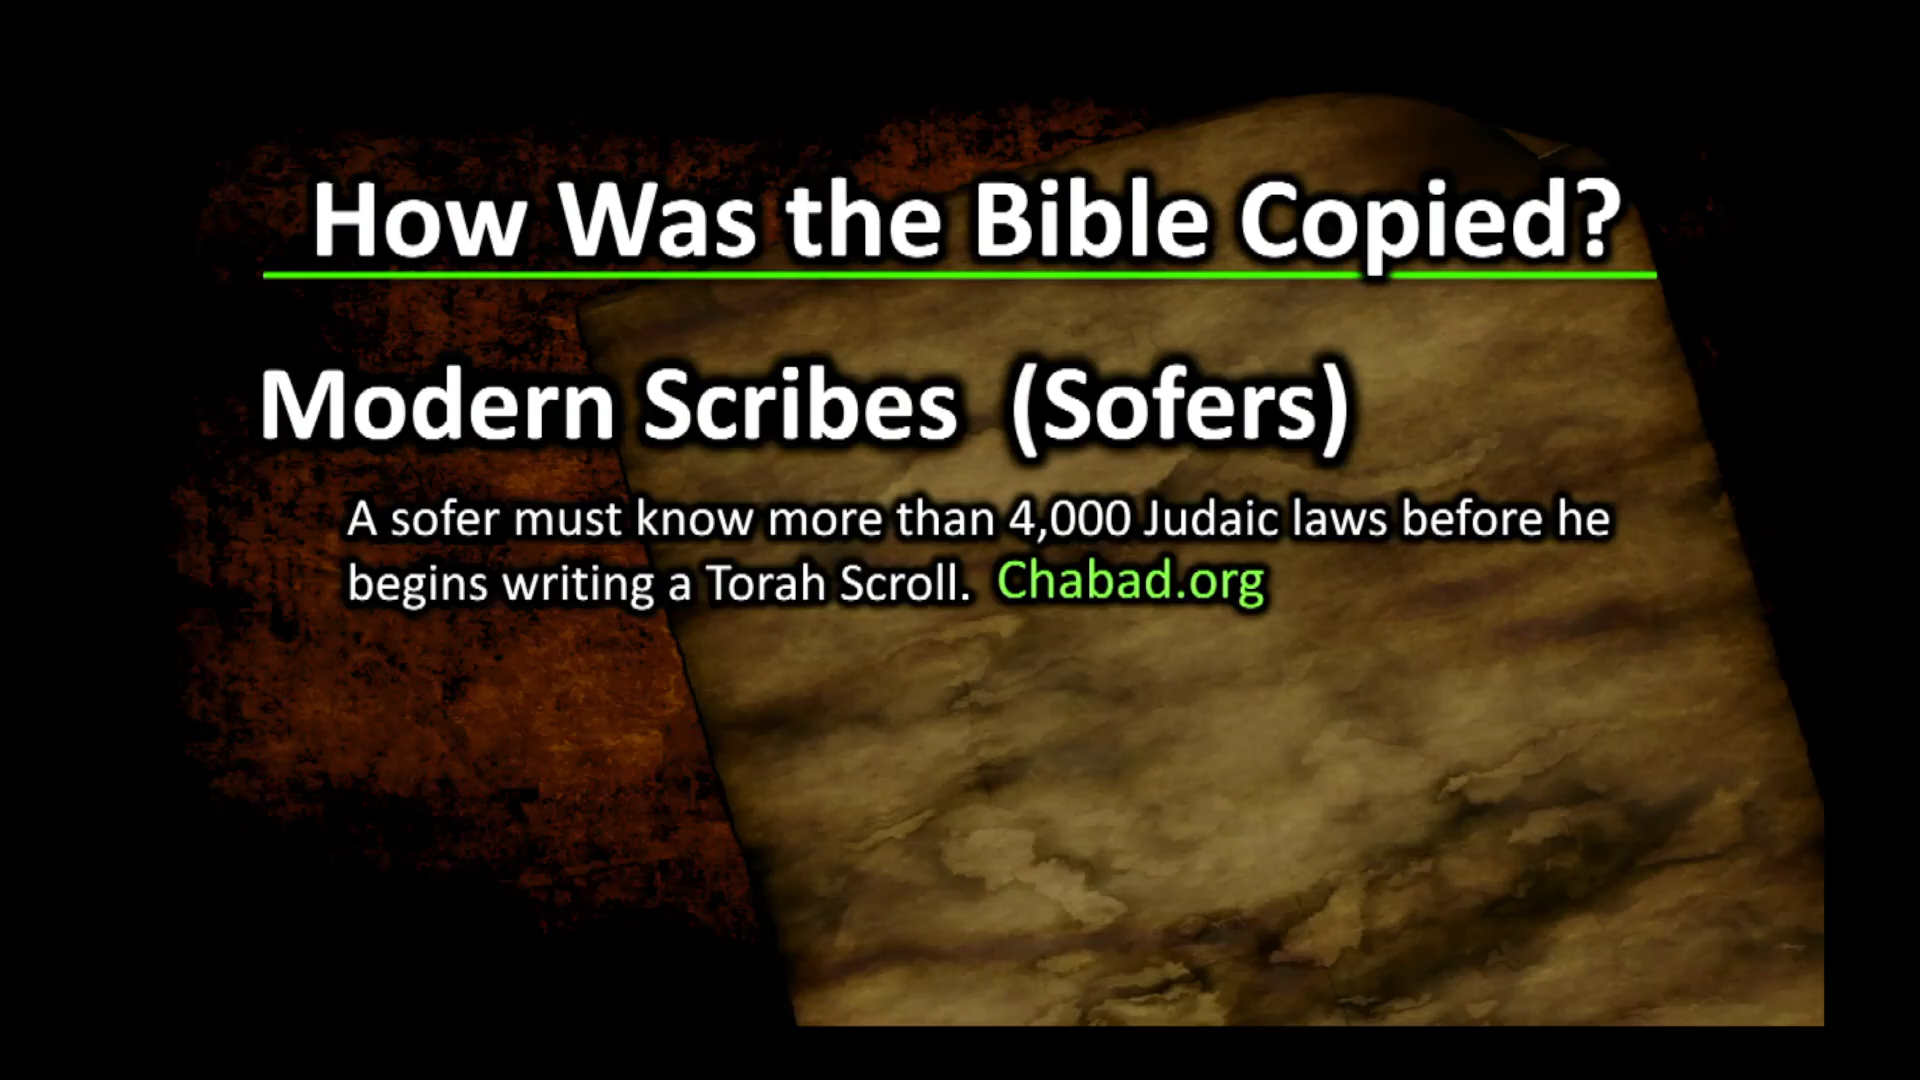 How Was the Bible Copied?
Modern Scribes (Sofers)
A sofer must know more than 4,000 Judaic laws before he
begins writing a Torah Scroll. Chabad.org